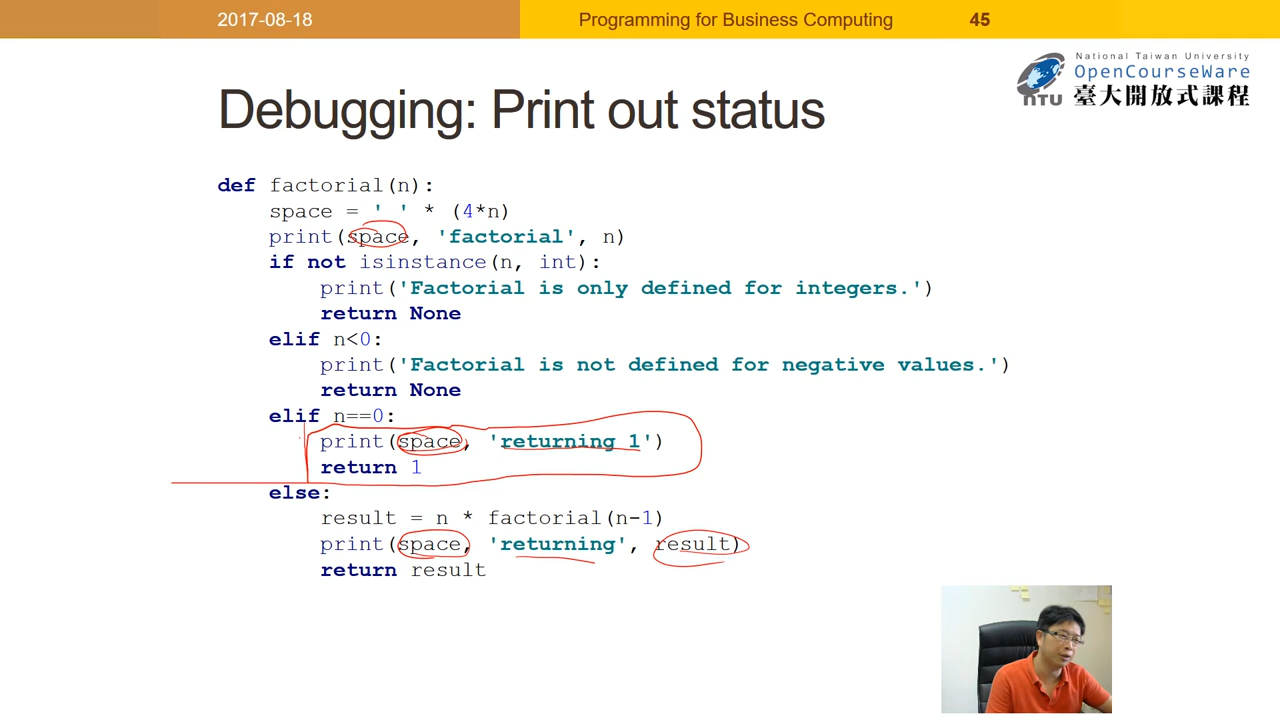 2017-08-18
Programming for Business Computing
45
National Taiwan University
OpenCourseWare
NTU
臺大開放式課程
Debugging: Print out status
def factorial(n):
    space = ' ' * (4*n)
    print(space, 'factorial', n)
    if not isinstance(n, int):
        print('Factorial is only defined for integers.')
        return None
    elif n<0:
        print('Factorial is not defined for negative values.')
        return None
    elif n==0:
        print(space, 'returning 1')
        return 1
    else:
        result = n * factorial(n-1)
        print(space, 'returning', result)
        return result